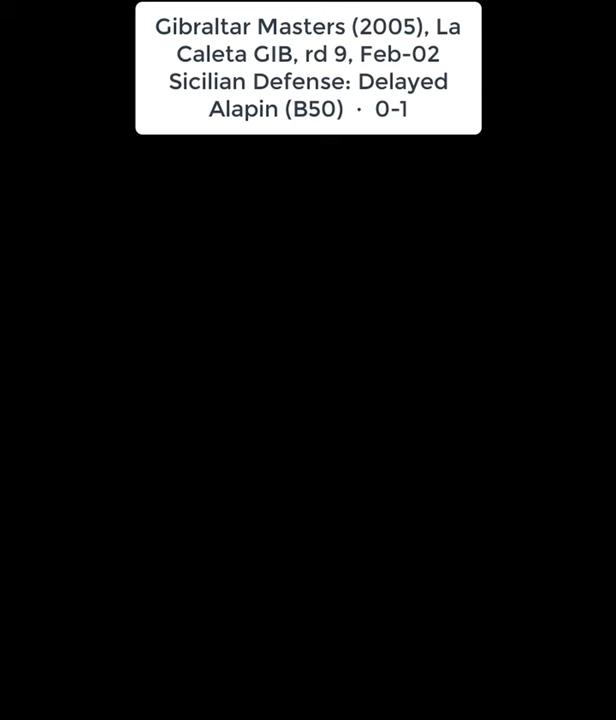 Gibraltar Masters (2005), La
Caleta GIB, rd 9, Feb-02
Sicilian Defense: Delayed
Alapin (B50) · 0-1